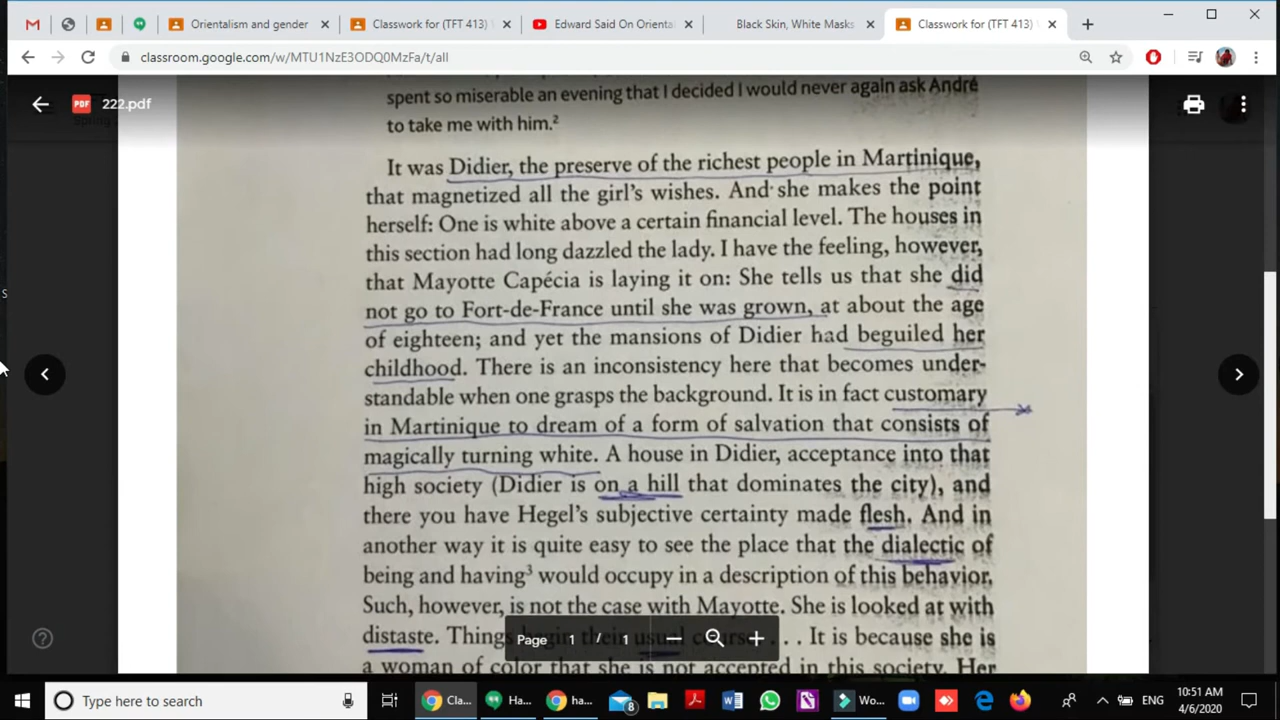 Orientalism and gender
Classwork for (TFT 413)
Edward Said On Orienta
Black Skin, White Masks
Classwork for (TFT 413)
classroom.google.com/w/MTU1NzE3ODQ0MzFa/t/all
PDF 222.pdf
spent so miserable an evening that I decided I would never again ask André
to take me with him.²
It was Didier, the preserve of the richest people in Martinique,
that magnetized all the girl's wishes. And she makes the point
herself: One is white above a certain financial level. The houses in
this section had long dazzled the lady. I have the feeling, however,
that Mayotte Capécia is laying it on: She tells us that she did
not go to Fort-de-France until she was grown, at about the age
of eighteen; and yet the mansions of Didier had beguiled her
childhood. There is an inconsistency here that becomes under-
standable when one grasps the background. It is in fact customary
in Martinique to dream of a form of salvation that consists of
magically turning white. A house in Didier, acceptance into that
high society (Didier is on a hill that dominates the city), and
there you have Hegel's subjective certainty made flesh. And in
another way it is quite easy to see the place that the dialectic of
being and having³ would occupy in a description of this behavior.
Such, however, is not the case with Mayotte. She is looked at with
distaste. Things begin their usual course . . . . It is because she is
a woman of color that she is not accepted in this society. Her
Page 1 / 1
Type here to search
Cla...
Ha...
ha...
8
Wo...
ENG
10:51 AM
4/6/2020